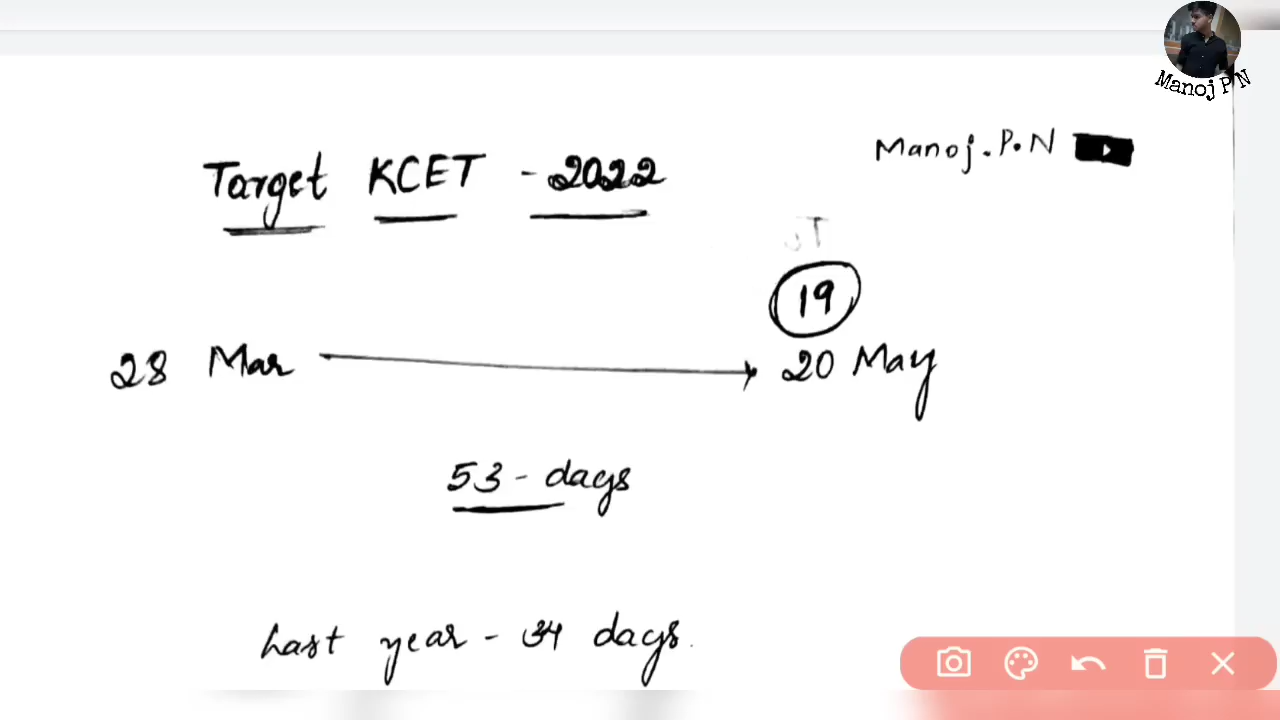 Manoj P N
Manoj.P.N
Target KCET - 2022
19
28 Mar 20 May
53 - days
Last year - 34 days.